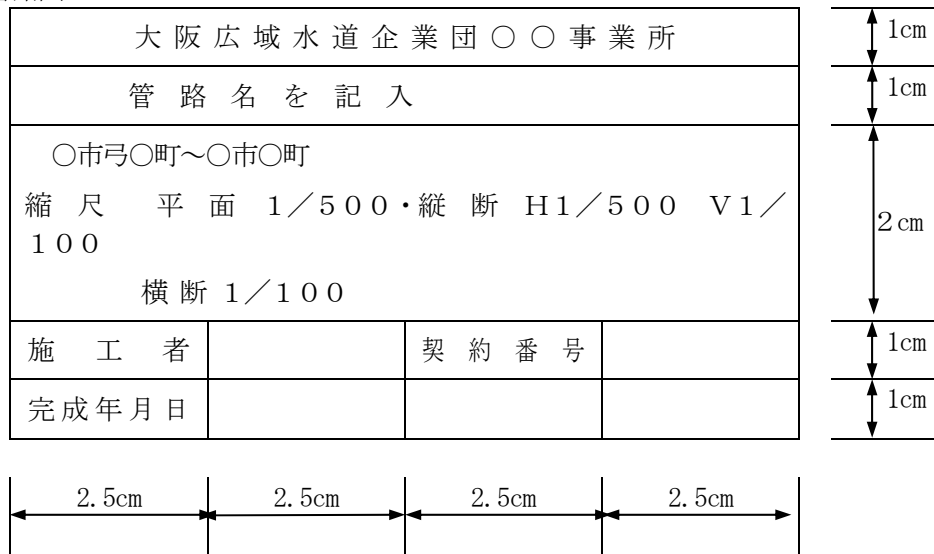 大阪広域水道企業団○○事業所
管路名を記入
○市弓○町～○市○町
縮尺 平面 1／500・縦断 H1／500 V1／
100
横断1／100
施工者 契約番号
完成年月日
1cm
1cm
2cm
1cm
1cm
2.5cm 2.5cm 2.5cm 2.5cm